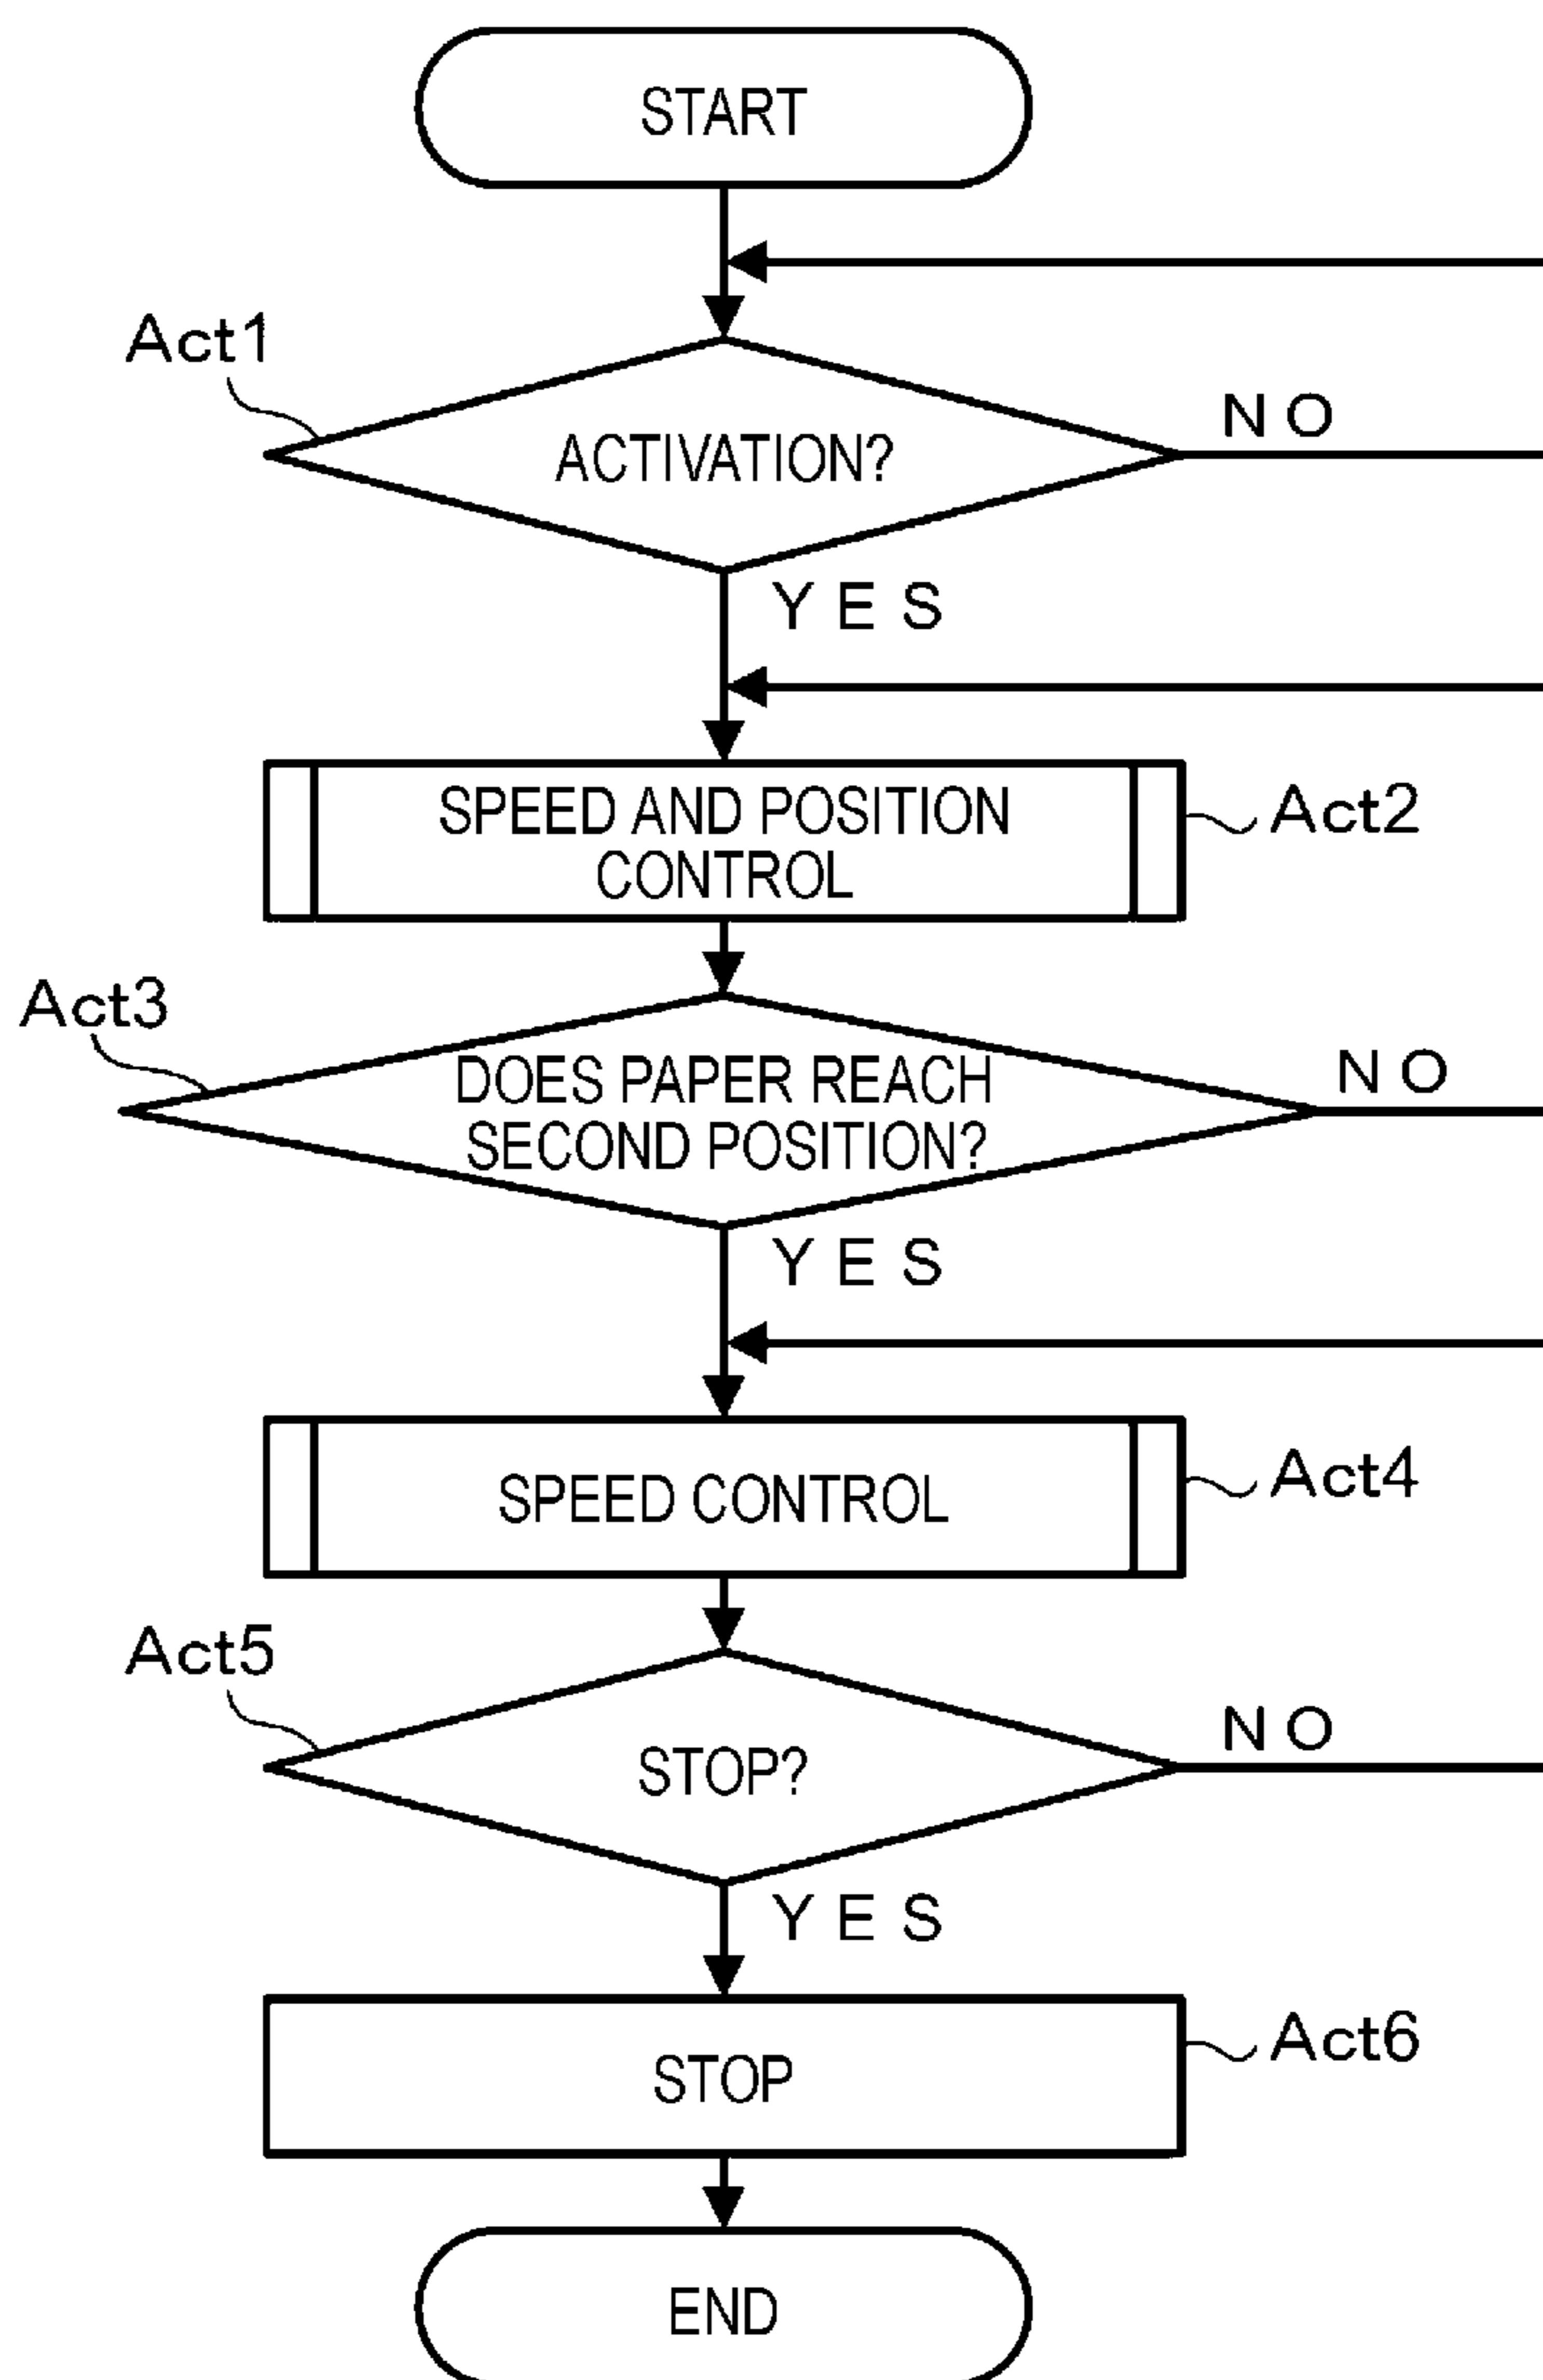 START
Act1
ACTIVATION?
NO
YES
SPEED AND POSITION
CONTROL
Act2
Act3
DOES PAPER REACH
SECOND POSITION?
NO
YES
SPEED CONTROL
Act4
Act5
STOP?
NO
YES
STOP
Act6
END